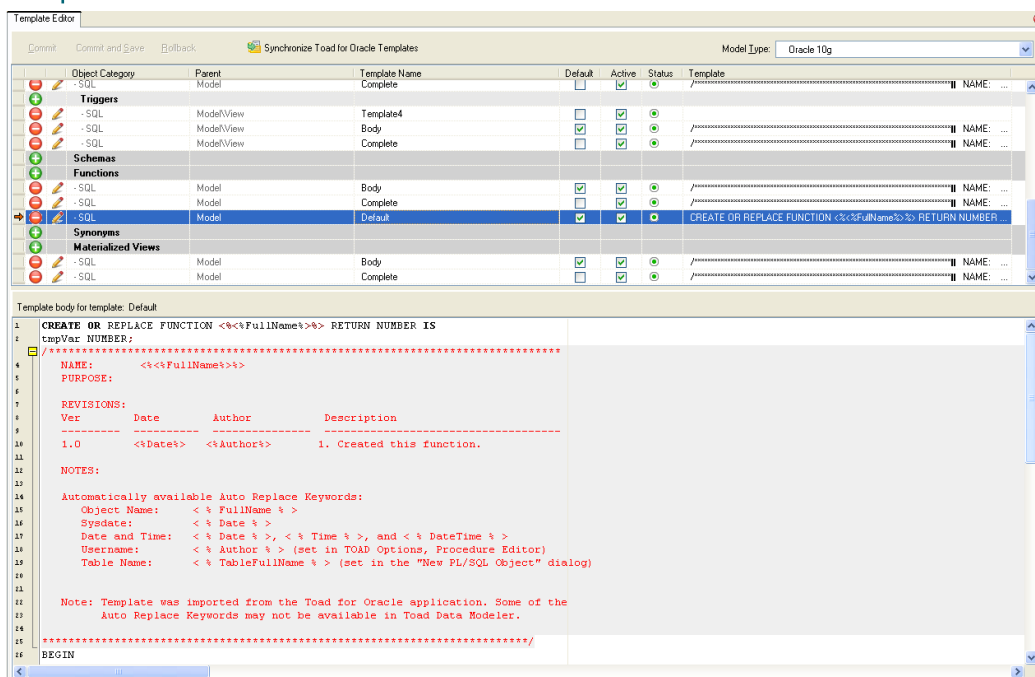 Template Editor
Commit Commit and Save Rollback Synchronize Toad for Oracle Templates Model Type: Oracle 10g
Object Category Parent Template Name Default Active Status Template
- SQL Model Complete /*********************************************************** NAME: ...
Triggers
- SQL Model\View Template4
- SQL Model\View Body /*********************************************************** NAME: ...
- SQL Model\View Complete /*********************************************************** NAME: ...
Schemas
Functions
- SQL Model Body /*********************************************************** NAME: ...
- SQL Model Complete /*********************************************************** NAME: ...
- SQL Model Default CREATE OR REPLACE FUNCTION <%<%FullName%>%> RETURN NUMBER ...
Synonyms
Materialized Views
- SQL Model Body /*********************************************************** NAME: ...
- SQL Model Complete /*********************************************************** NAME: ...
Template body for template: Default
1 CREATE OR REPLACE FUNCTION <%<%FullName%>%> RETURN NUMBER IS
2 tmpVar NUMBER;
/******************************************************************************
4 NAME: <%<%FullName%>%>
5 PURPOSE:
6
7 REVISIONS:
8 Ver Date Author Description
9 --------- ---------- --------------- ------------------------------------
10 1.0 <%Date%> <%Author%> 1. Created this function.
11
12 NOTES:
13
14 Automatically available Auto Replace Keywords:
15 Object Name: < % FullName % >
16 Sysdate: < % Date % >
17 Date and Time: < % Date % >, < % Time % >, and < % DateTime % >
18 Username: < % Author % > (set in TOAD Options, Procedure Editor)
19 Table Name: < % TableFullName % > (set in the "New PL/SQL Object" dialog)
20
21
22 Note: Template was imported from the Toad for Oracle application. Some of the
23 Auto Replace Keywords may not be available in Toad Data Modeler.
24
25 **************************************************************************/
26 BEGIN